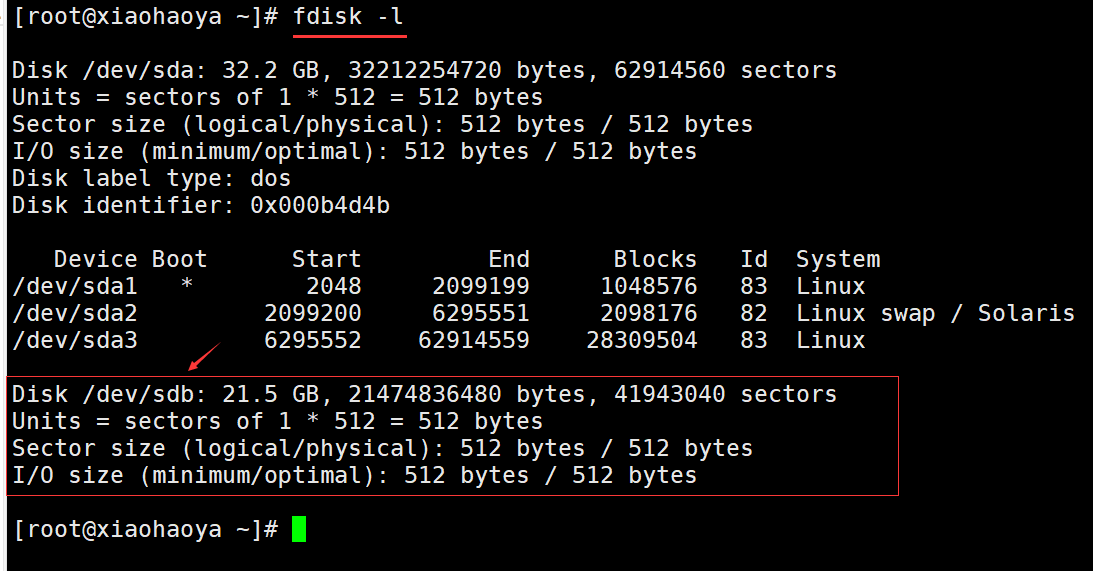 [root@xiaohaoya ~]# fdisk -l
Disk /dev/sda: 32.2 GB, 32212254720 bytes, 62914560 sectors
Units = sectors of 1 * 512 = 512 bytes
Sector size (logical/physical): 512 bytes / 512 bytes
I/O size (minimum/optimal): 512 bytes / 512 bytes
Disk label type: dos
Disk identifier: 0x000b4d4b
   Device Boot      Start         End      Blocks   Id  System
/dev/sda1   *        2048     2099199     1048576   83  Linux
/dev/sda2         2099200     6295551     2098176   82  Linux swap / Solaris
/dev/sda3         6295552    62914559    28309504   83  Linux
Disk /dev/sdb: 21.5 GB, 21474836480 bytes, 41943040 sectors
Units = sectors of 1 * 512 = 512 bytes
Sector size (logical/physical): 512 bytes / 512 bytes
I/O size (minimum/optimal): 512 bytes / 512 bytes
[root@xiaohaoya ~]#